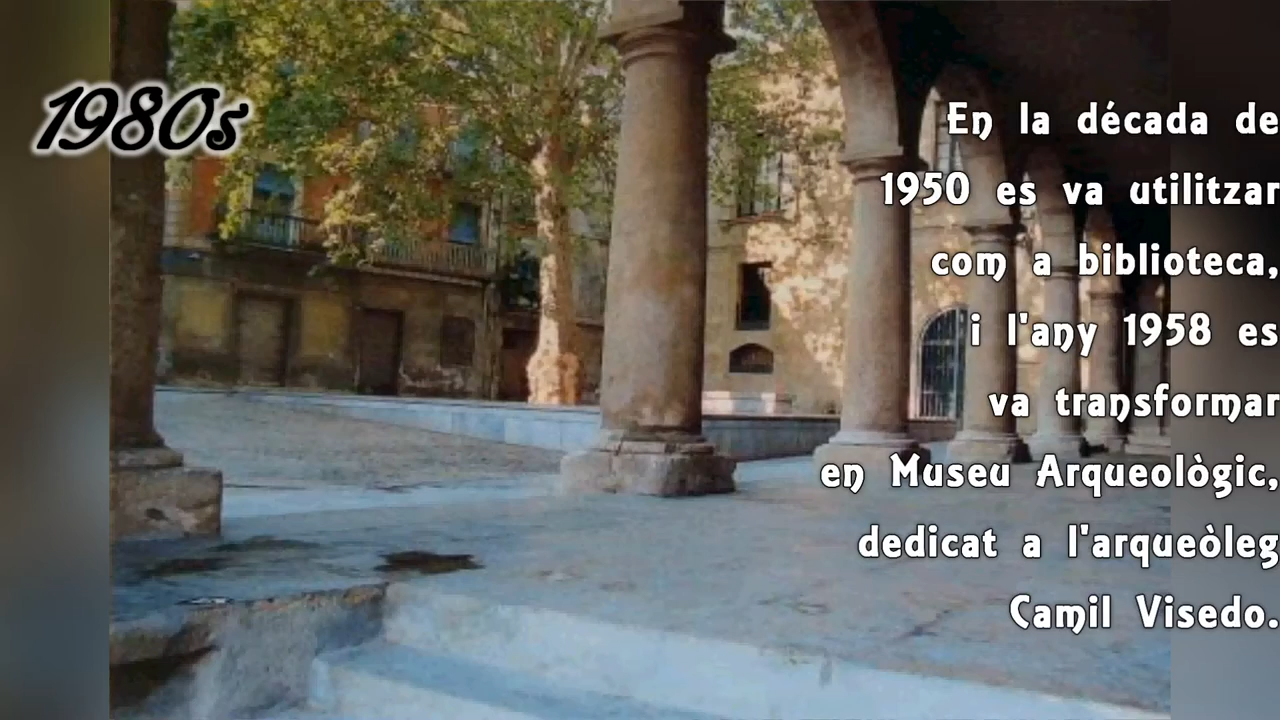 1980s
En la década de
1950 es va utilitzar
com a biblioteca,
i l'any 1958 es
va transformar
en Museu Arqueològic,
dedicat a l'arqueòleg
Camil Visedo.